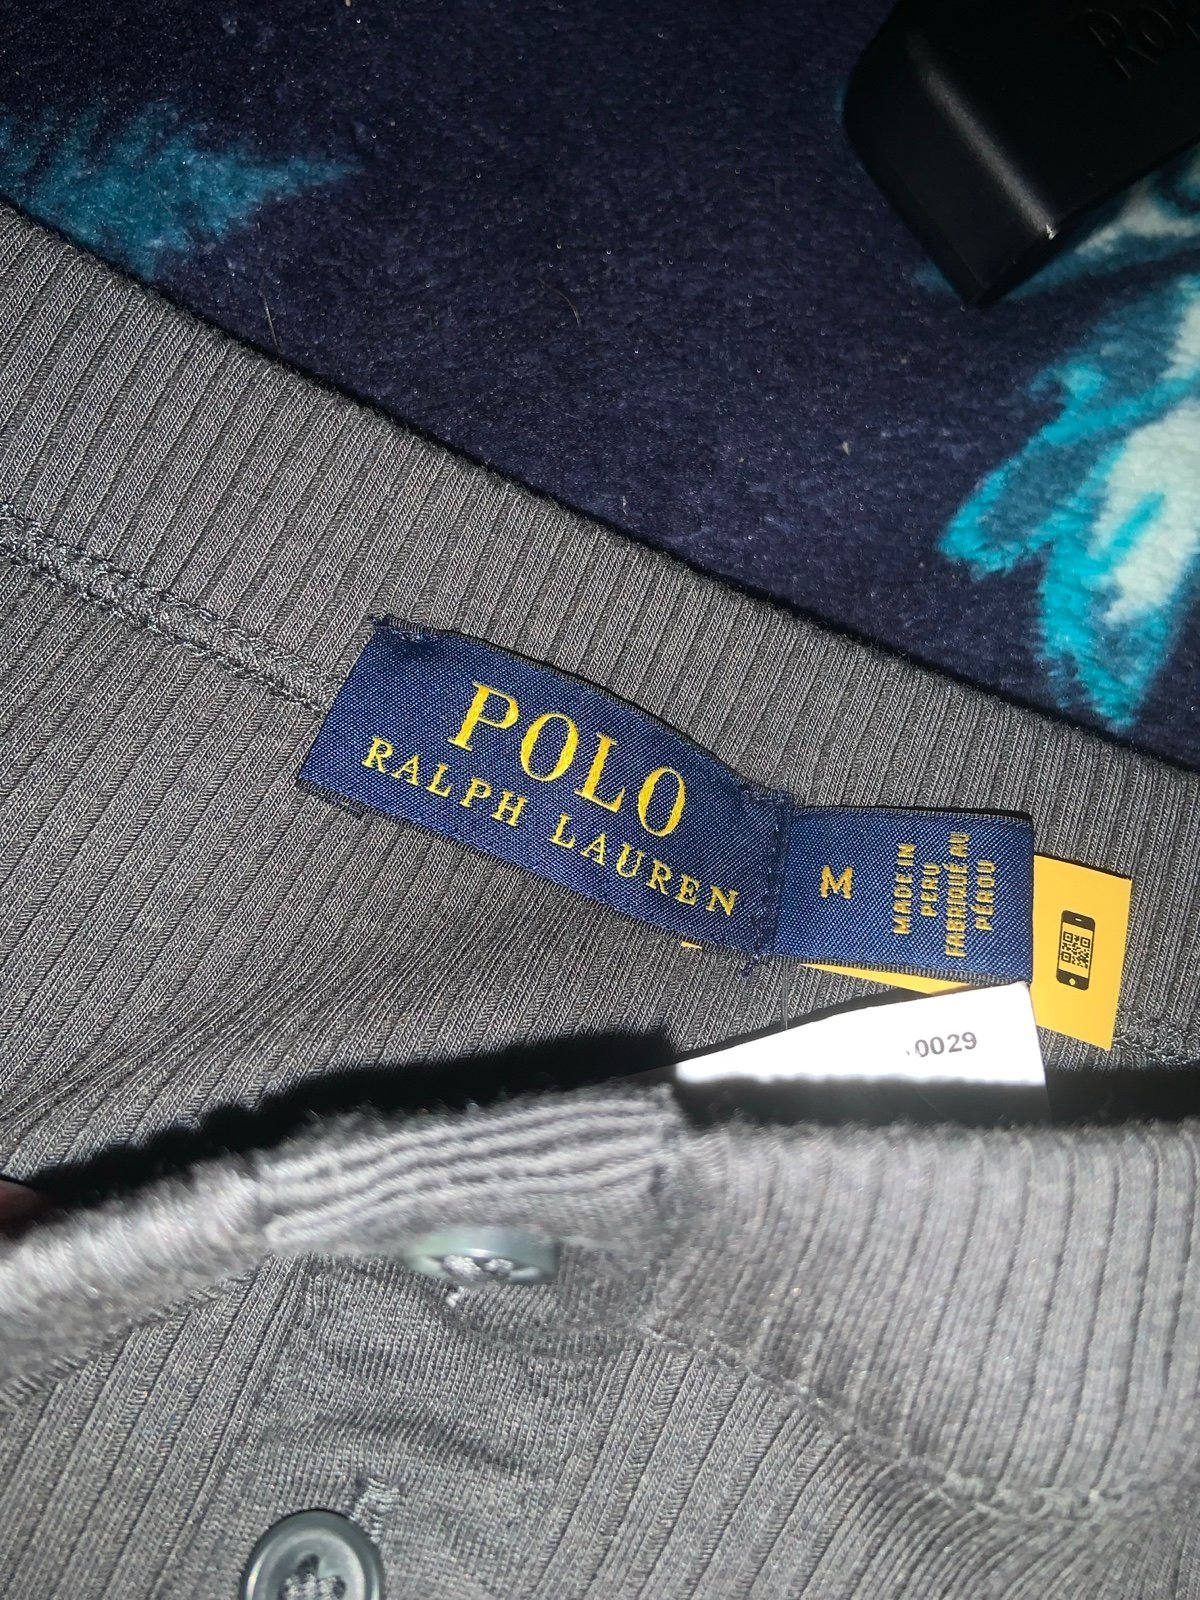 POLO
RALPH LAUREN
M
MADE IN
PERU
FABRIQUÉ AU
PÉROU
0029